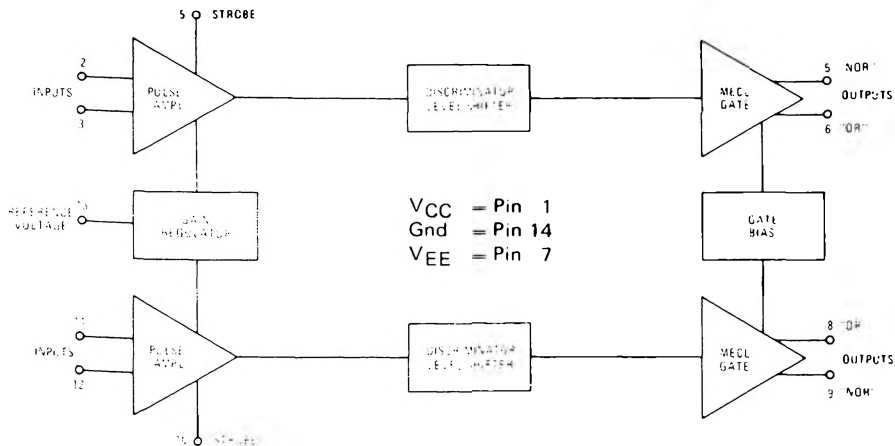 5 STROBE
2
INPUTS
3
PULSE
AMPL
DISCRIMINATOR
LEVEL SHIFTER
MECL
GATE
5 "NOR"
OUTPUTS
6 "OR"
REFERENCE
VOLTAGE
GAIN
REGULATOR
VCC = Pin 1
Gnd = Pin 14
VEE = Pin 7
GATE
BIAS
INPUTS
12
PULSE
AMPL
DISCRIMINATOR
LEVEL SHIFTER
MECL
GATE
8 "OR"
OUTPUTS
9 "NOR"
STROBE